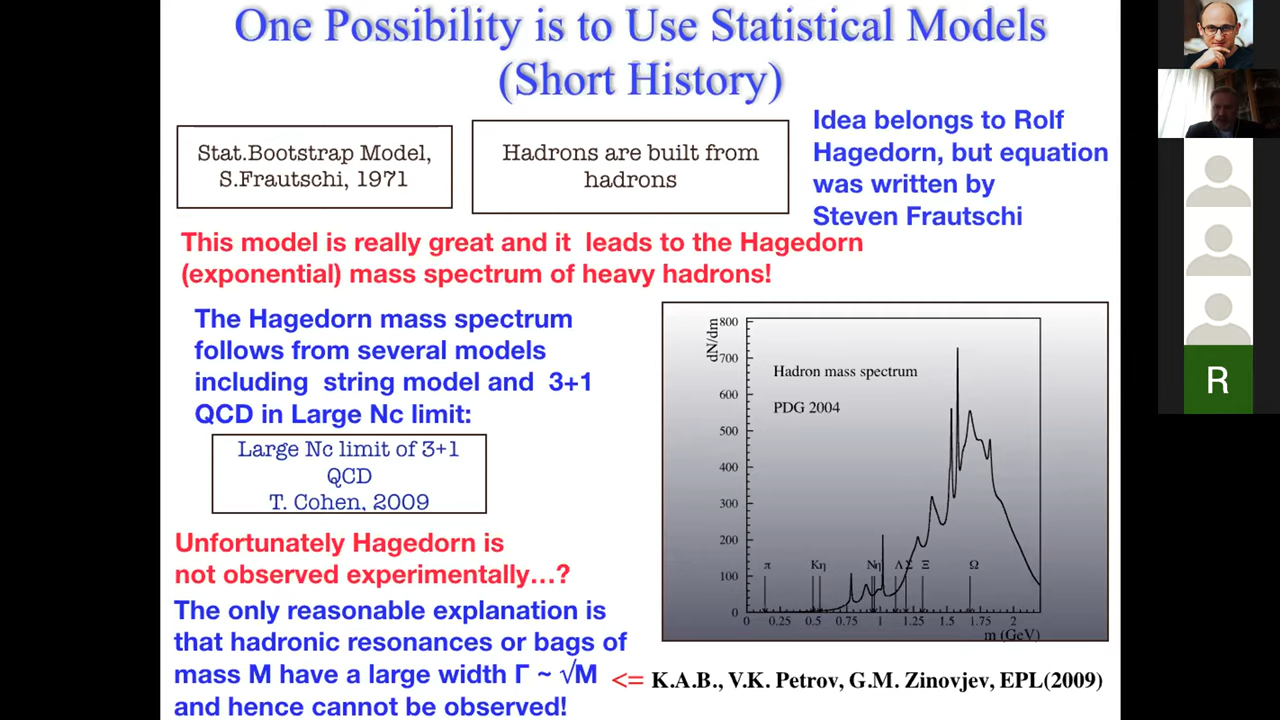 One Possibility is to Use Statistical Models
(Short History)
Stat.Bootstrap Model,
S.Frautschi, 1971
Hadrons are built from
hadrons
Idea belongs to Rolf
Hagedorn, but equation
was written by
Steven Frautschi
This model is really great and it leads to the Hagedorn
(exponential) mass spectrum of heavy hadrons!
The Hagedorn mass spectrum
follows from several models
including string model and 3+1
QCD in Large Nc limit:
Large Nc limit of 3+1
QCD
T. Cohen, 2009
Unfortunately Hagedorn is
not observed experimentally...?
The only reasonable explanation is
that hadronic resonances or bags of
mass M have a large width Γ ~ √M
and hence cannot be observed!
dN/dm
800
700
600
500
400
300
200
100
0
Hadron mass spectrum
PDG 2004
π Kη Nη Λ Σ Ξ Ω
0 0.25 0.5 0.75 1 1.25 1.5 1.75 2
m (GeV)
<= K.A.B., V.K. Petrov, G.M. Zinovjev, EPL(2009)
R